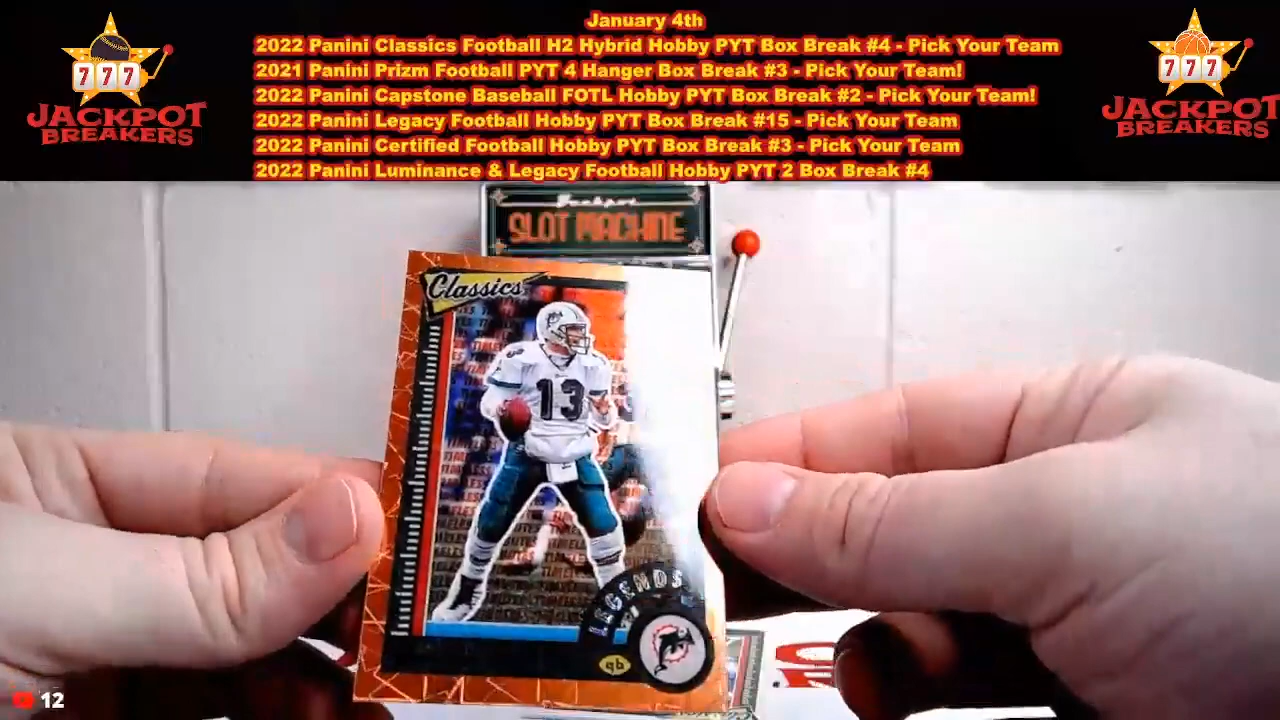 January 4th
2022 Panini Classics Football H2 Hybrid Hobby PYT Box Break #4 - Pick Your Team
2021 Panini Prizm Football PYT 4 Hanger Box Break #3 - Pick Your Team!
2022 Panini Capstone Baseball FOTL Hobby PYT Box Break #2 - Pick Your Team!
2022 Panini Legacy Football Hobby PYT Box Break #15 - Pick Your Team
2022 Panini Certified Football Hobby PYT Box Break #3 - Pick Your Team
2022 Panini Luminance & Legacy Football Hobby PYT 2 Box Break #4
777
JACKPOT
BREAKERS
777
JACKPOT
BREAKERS
Jackpot
SLOT MACHINE
Classics
13
LEGENDS
qb
12